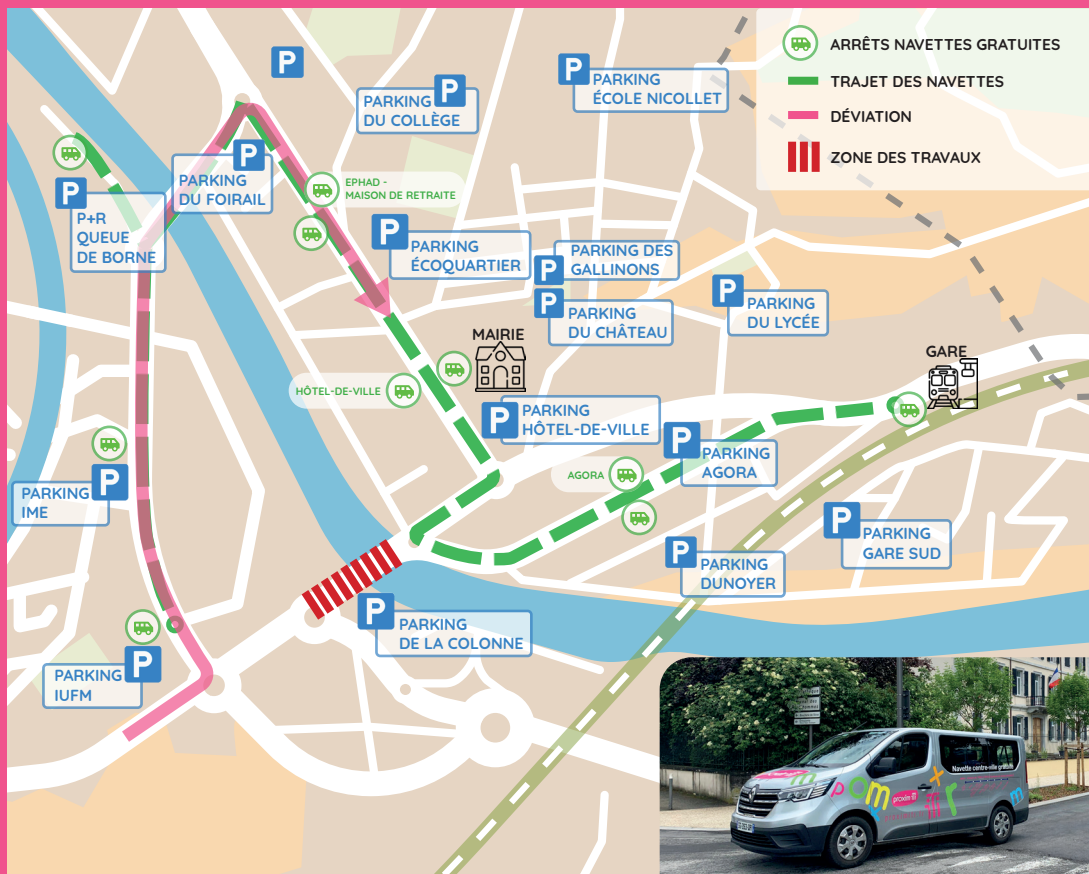 ARRÊTS NAVETTES GRATUITES
TRAJET DES NAVETTES
DÉVIATION
ZONE DES TRAVAUX
P
P
PARKING
DU COLLÈGE
P
PARKING
ÉCOLE NICOLLET
P
PARKING
DU FOIRAIL
P
P+R
QUEUE
DE BORNE
EPHAD -
MAISON DE RETRAITE
P
PARKING
ÉCOQUARTIER
P
PARKING DES
GALLINONS
P
PARKING
DU CHÂTEAU
P
PARKING
DU LYCÉE
MAIRIE
GARE
HÔTEL-DE-VILLE
P
PARKING
HÔTEL-DE-VILLE
P
PARKING
AGORA
AGORA
P
PARKING
IME
P
PARKING
GARE SUD
P
PARKING
DUNOYER
P
PARKING
DE LA COLONNE
P
PARKING
IUFM
Navette centre-ville gratuite
proxim iti